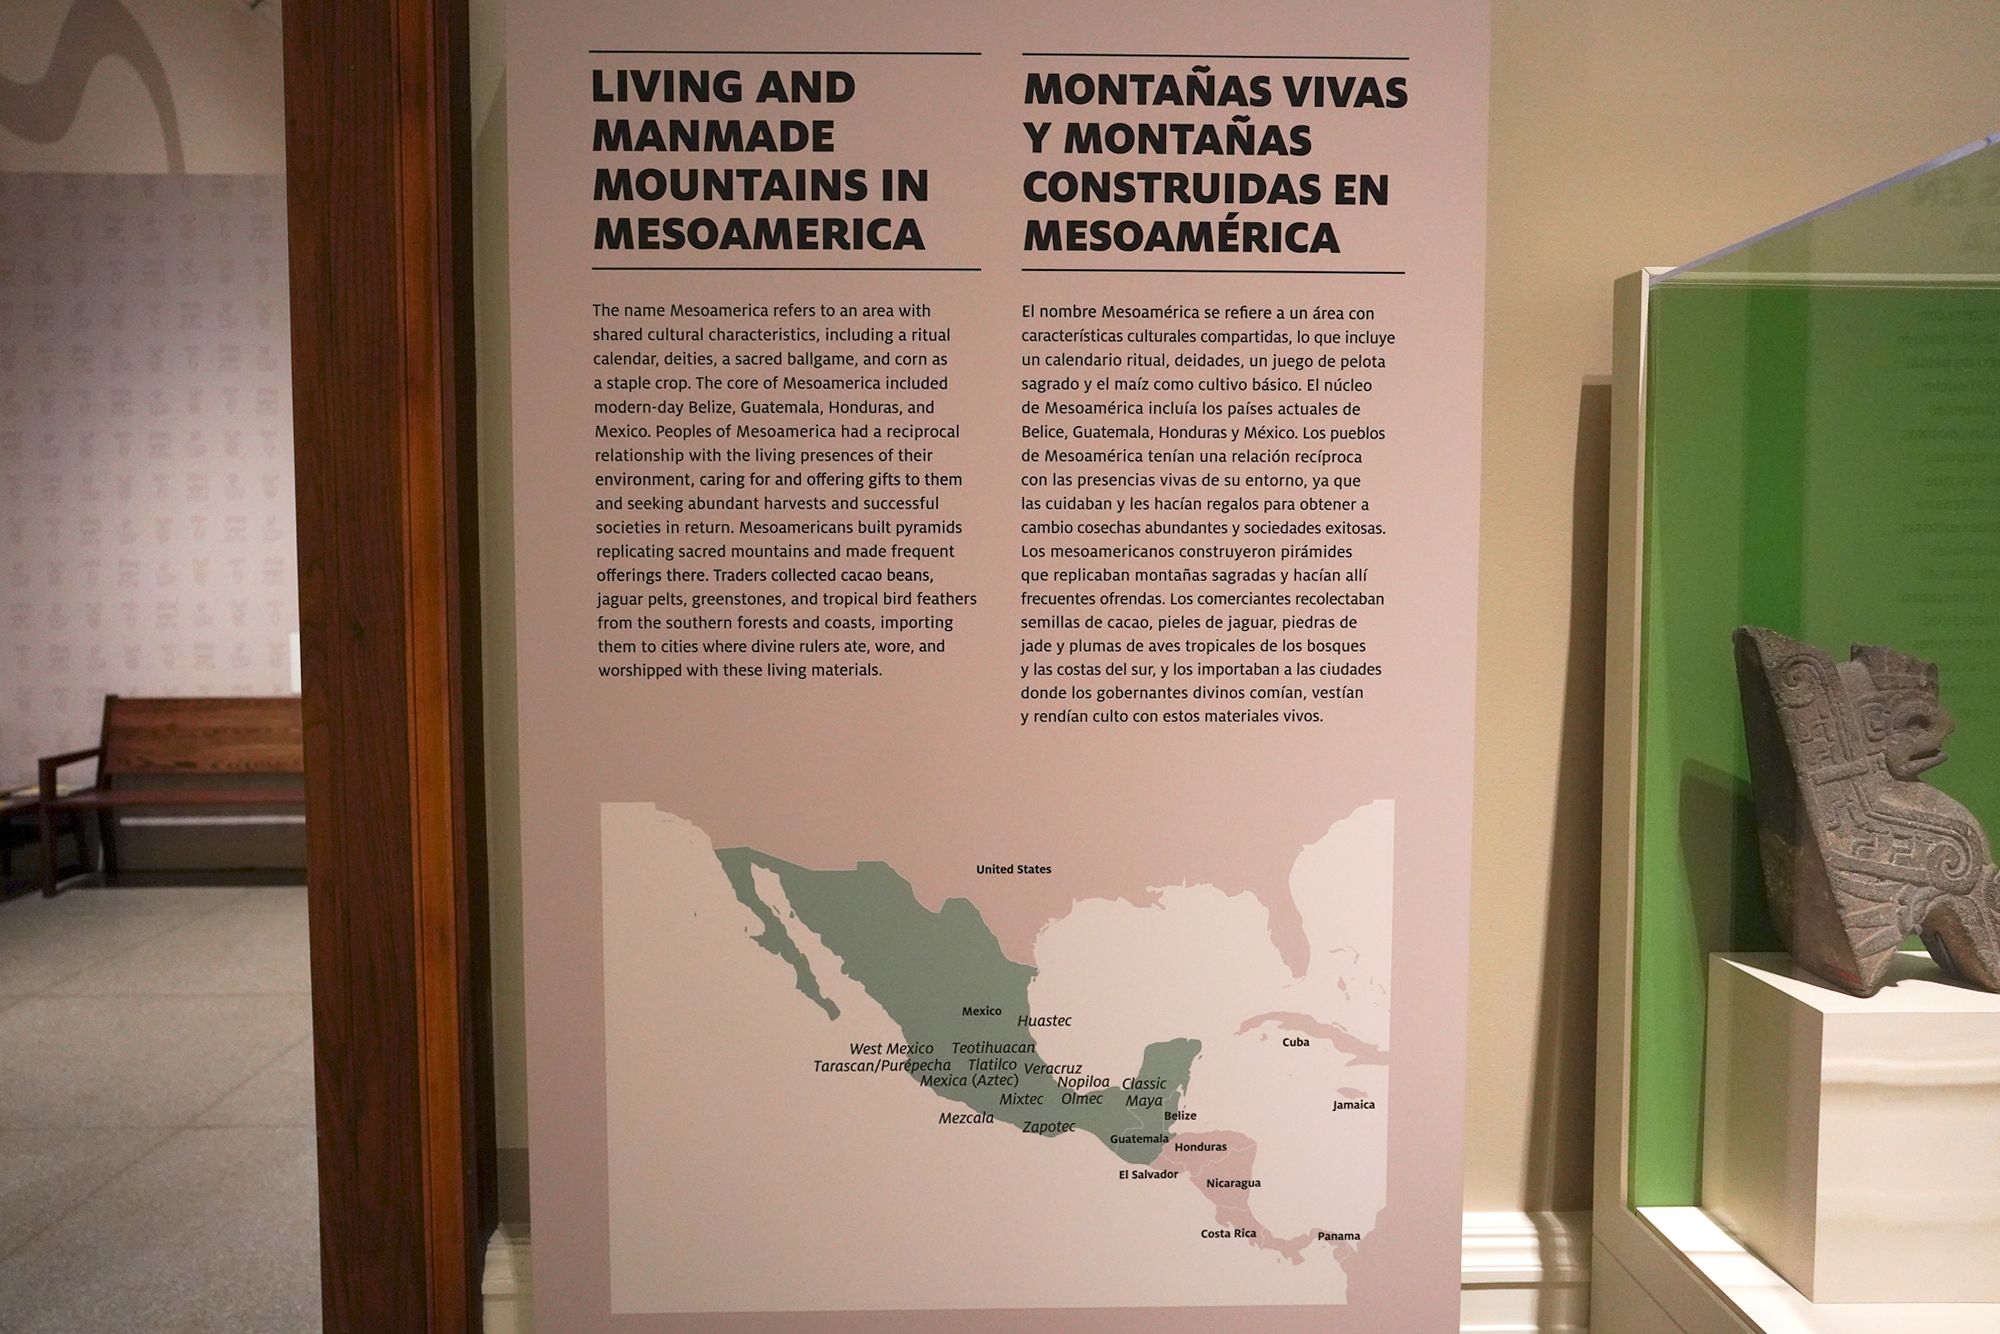 LIVING AND
MANMADE
MOUNTAINS IN
MESOAMERICA
The name Mesoamerica refers to an area with
shared cultural characteristics, including a ritual
calendar, deities, a sacred ballgame, and corn as
a staple crop. The core of Mesoamerica included
modern-day Belize, Guatemala, Honduras, and
Mexico. Peoples of Mesoamerica had a reciprocal
relationship with the living presences of their
environment, caring for and offering gifts to them
and seeking abundant harvests and successful
societies in return. Mesoamericans built pyramids
replicating sacred mountains and made frequent
offerings there. Traders collected cacao beans,
jaguar pelts, greenstones, and tropical bird feathers
from the southern forests and coasts, importing
them to cities where divine rulers ate, wore, and
worshipped with these living materials.
MONTAÑAS VIVAS
Y MONTAÑAS
CONSTRUIDAS EN
MESOAMÉRICA
El nombre Mesoamérica se refiere a un área con
características culturales compartidas, lo que incluye
un calendario ritual, deidades, un juego de pelota
sagrado y el maíz como cultivo básico. El núcleo
de Mesoamérica incluía los países actuales de
Belice, Guatemala, Honduras y México. Los pueblos
de Mesoamérica tenían una relación recíproca
con las presencias vivas de su entorno, ya que
las cuidaban y les hacían regalos para obtener a
cambio cosechas abundantes y sociedades exitosas.
Los mesoamericanos construyeron pirámides
que replicaban montañas sagradas y hacían allí
frecuentes ofrendas. Los comerciantes recolectaban
semillas de cacao, pieles de jaguar, piedras de
jade y plumas de aves tropicales de los bosques
y las costas del sur, y los importaban a las ciudades
donde los gobernantes divinos comían, vestían
y rendían culto con estos materiales vivos.
United States
Mexico
Huastec
West Mexico
Teotihuacan
Tarascan/Purépecha
Tlatilco
Veracruz
Mexica (Aztec)
Nopiloa
Classic
Maya
Mixtec
Olmec
Mezcala
Zapotec
Cuba
Jamaica
Belize
Guatemala
Honduras
El Salvador
Nicaragua
Costa Rica
Panama